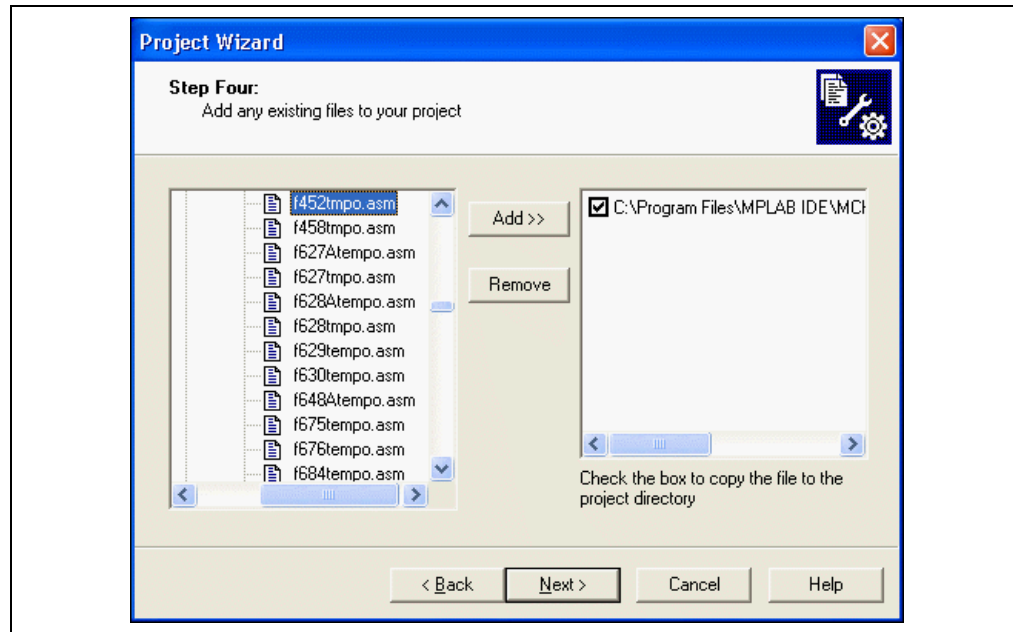 Project Wizard
Step Four:
Add any existing files to your project
f452tmpo.asm
f458tmpo.asm
f627Atempo.asm
f627tmpo.asm
f628Atempo.asm
f628tmpo.asm
f629tempo.asm
f630tempo.asm
f648Atempo.asm
f675tempo.asm
f676tempo.asm
f684tempo.asm
Add >>
Remove
C:\Program Files\MPLAB IDE\MCH
Check the box to copy the file to the
project directory
< Back
Next >
Cancel
Help